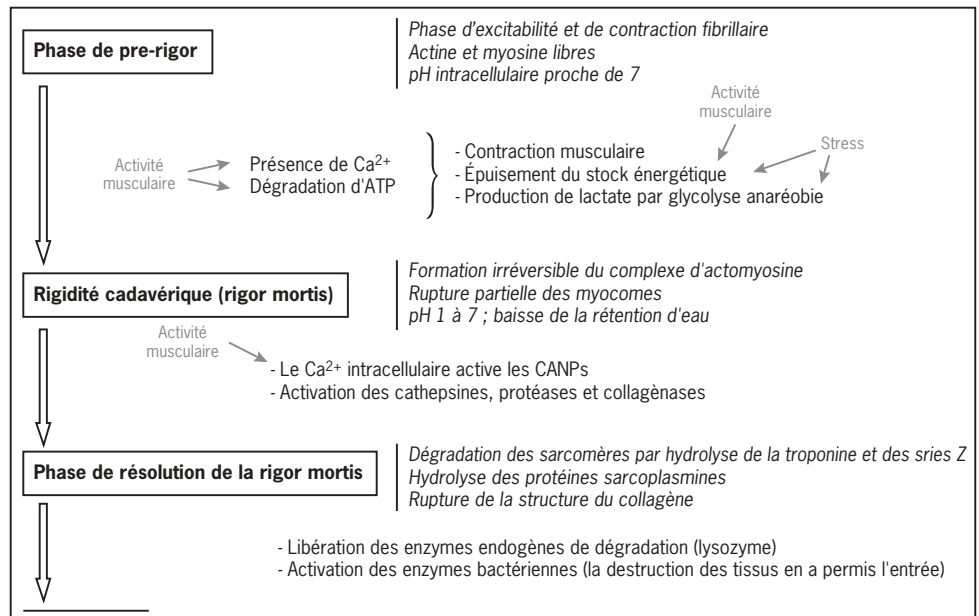 Phase de pre-rigor
Phase d'excitabilité et de contraction fibrillaire
Actine et myosine libres
pH intracellulaire proche de 7
Activité
musculaire
Stress
Activité
musculaire
Présence de Ca²⁺
Dégradation d'ATP
- Contraction musculaire
- Épuisement du stock énergétique
- Production de lactate par glycolyse anaréobie
Rigidité cadavérique (rigor mortis)
Formation irréversible du complexe d'actomyosine
Rupture partielle des myocomes
pH 1 à 7 ; baisse de la rétention d'eau
Activité
musculaire
- Le Ca²⁺ intracellulaire active les CANPs
- Activation des cathepsines, protéases et collagènases
Phase de résolution de la rigor mortis
Dégradation des sarcomères par hydrolyse de la troponine et des sries Z
Hydrolyse des protéines sarcoplasmines
Rupture de la structure du collagène
- Libération des enzymes endogènes de dégradation (lysozyme)
- Activation des enzymes bactériennes (la destruction des tissus en a permis l'entrée)